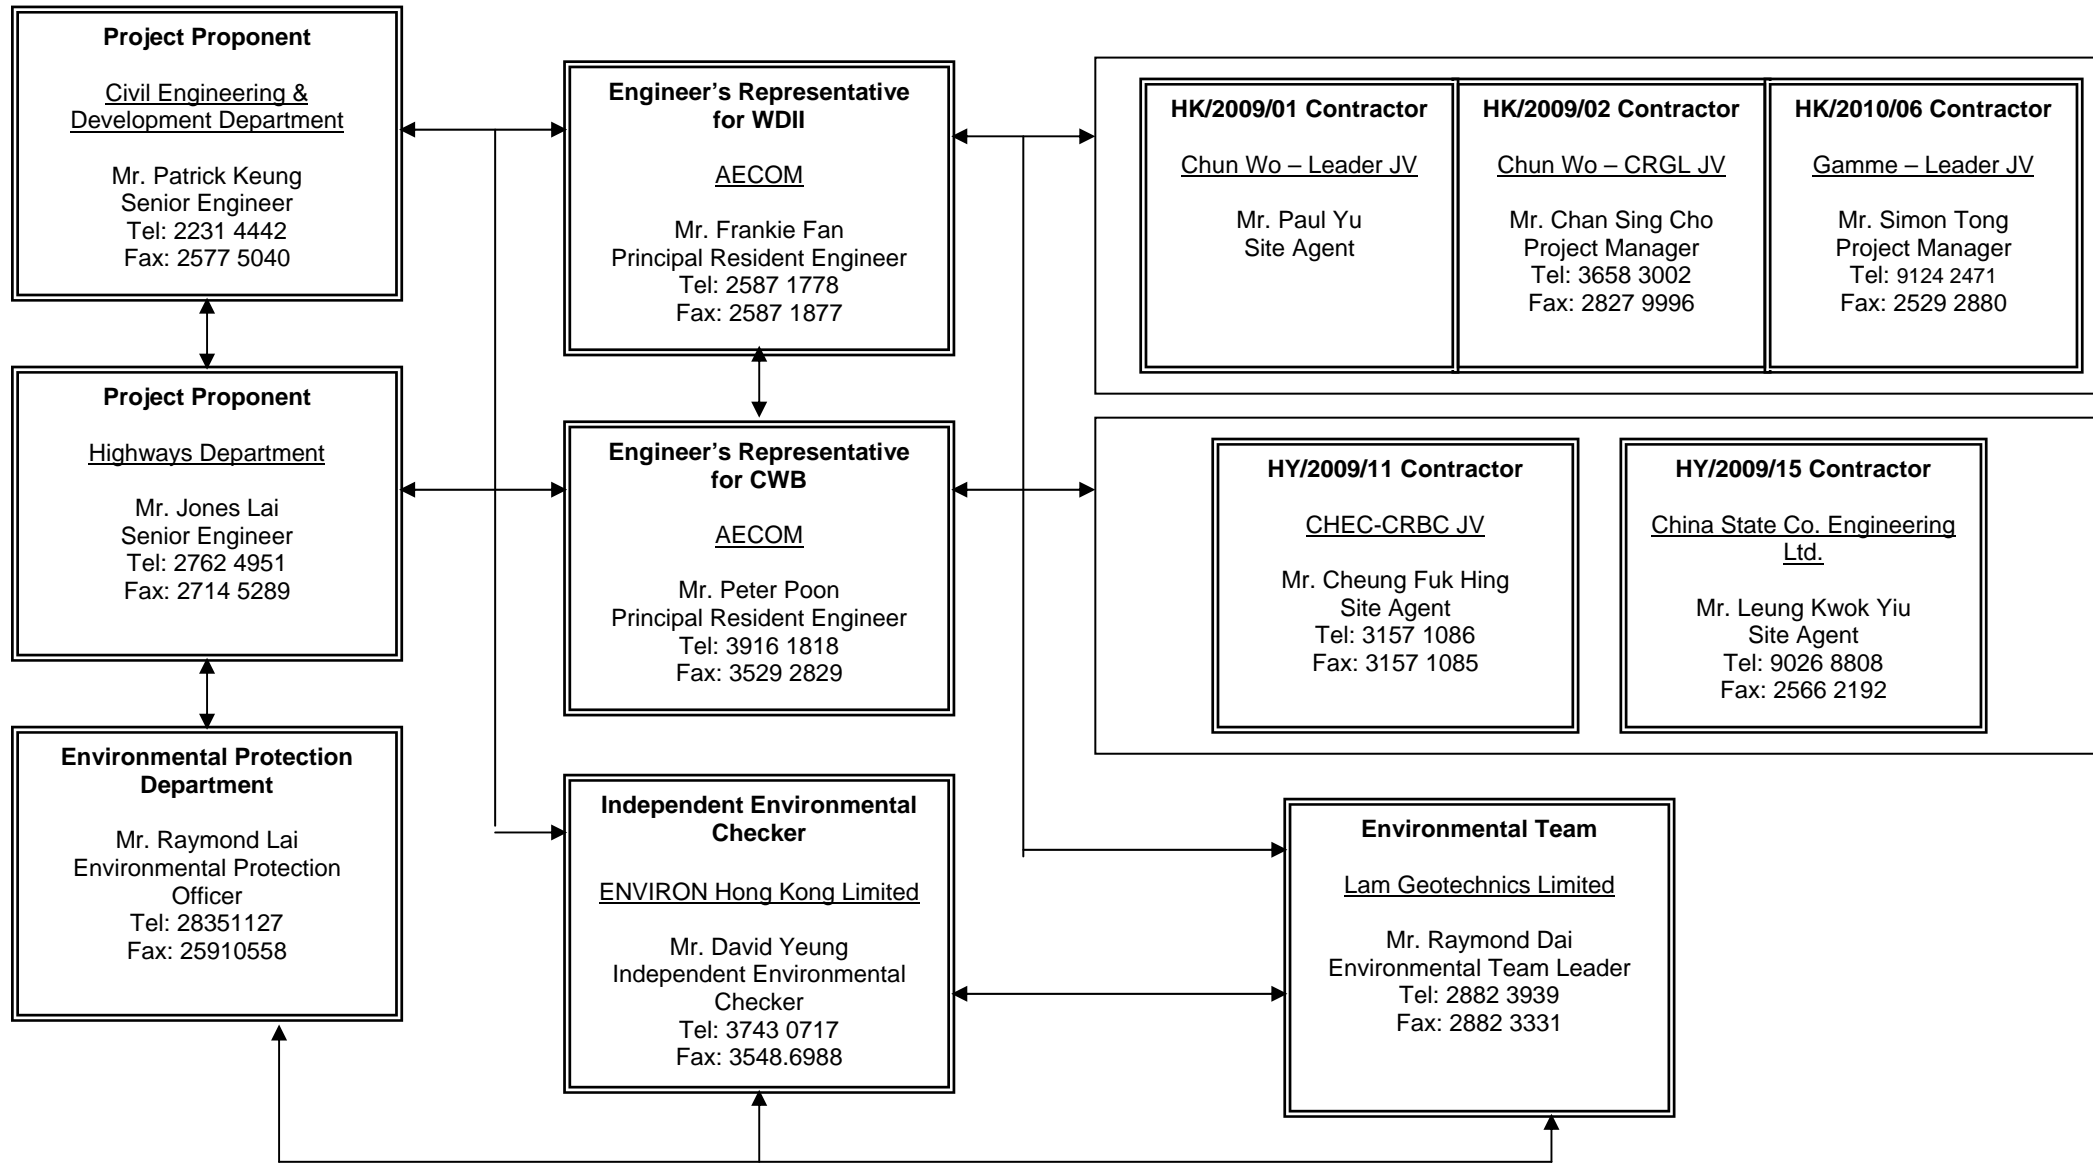 Project Proponent
Civil Engineering &
Development Department
Mr. Patrick Keung
Senior Engineer
Tel: 2231 4442
Fax: 2577 5040
Engineer’s Representative
for WDII
AECOM
Mr. Frankie Fan
Principal Resident Engineer
Tel: 2587 1778
Fax: 2587 1877
HK/2009/01 Contractor
Chun Wo – Leader JV
Mr. Paul Yu
Site Agent
HK/2009/02 Contractor
Chun Wo – CRGL JV
Mr. Chan Sing Cho
Project Manager
Tel: 3658 3002
Fax: 2827 9996
HK/2010/06 Contractor
Gamme – Leader JV
Mr. Simon Tong
Project Manager
Tel: 9124 2471
Fax: 2529 2880
Project Proponent
Highways Department
Mr. Jones Lai
Senior Engineer
Tel: 2762 4951
Fax: 2714 5289
Engineer’s Representative
for CWB
AECOM
Mr. Peter Poon
Principal Resident Engineer
Tel: 3916 1818
Fax: 3529 2829
HY/2009/11 Contractor
CHEC-CRBC JV
Mr. Cheung Fuk Hing
Site Agent
Tel: 3157 1086
Fax: 3157 1085
HY/2009/15 Contractor
China State Co. Engineering
Ltd.
Mr. Leung Kwok Yiu
Site Agent
Tel: 9026 8808
Fax: 2566 2192
Environmental Protection
Department
Mr. Raymond Lai
Environmental Protection
Officer
Tel: 28351127
Fax: 25910558
Independent Environmental
Checker
ENVIRON Hong Kong Limited
Mr. David Yeung
Independent Environmental
Checker
Tel: 3743 0717
Fax: 3548.6988
Environmental Team
Lam Geotechnics Limited
Mr. Raymond Dai
Environmental Team Leader
Tel: 2882 3939
Fax: 2882 3331